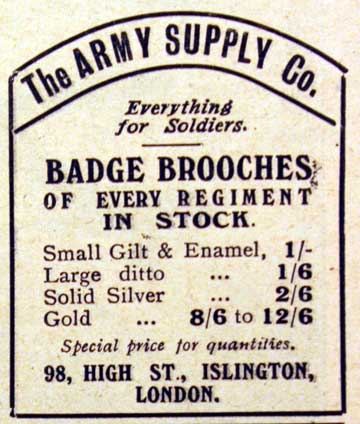 The ARMY SUPPLY Co.
Everything
for Soldiers.
BADGE BROOCHES
OF EVERY REGIMENT
IN STOCK.
Small Gilt & Enamel, 1/-
Large ditto ... 1/6
Solid Silver ... 2/6
Gold ... 8/6 to 12/6
Special price for quantities.
98, HIGH ST., ISLINGTON,
LONDON.